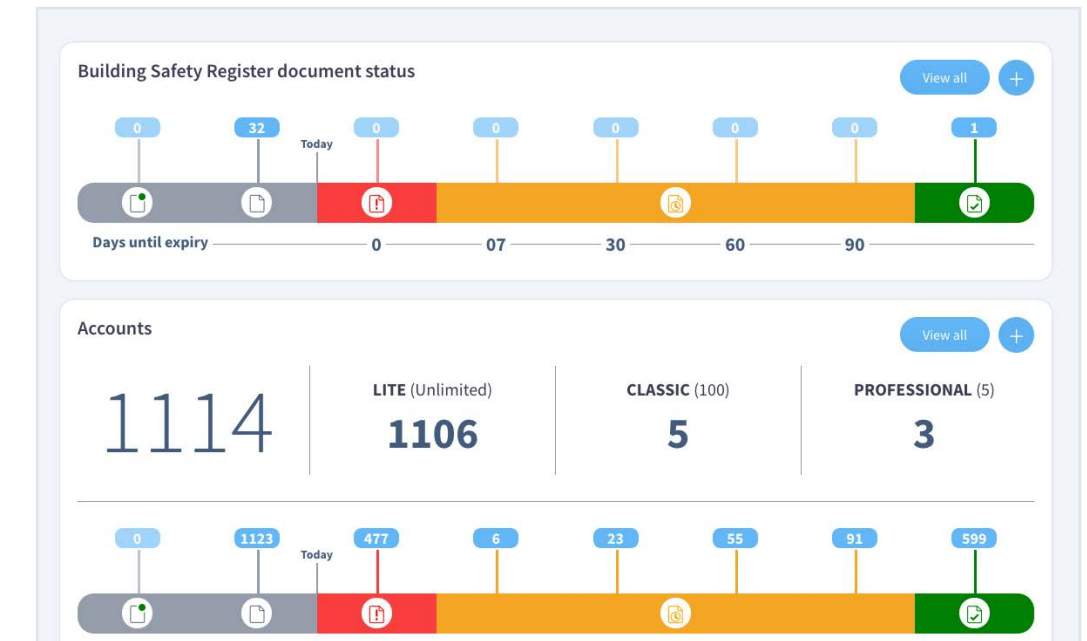 Building Safety Register document status
View all
+
0 32 0 0 0 0 0 1
Today
Days until expiry 0 07 30 60 90
Accounts
View all
+
1114
LITE (Unlimited) CLASSIC (100) PROFESSIONAL (5)
1106 5 3
0 1123 477 6 23 55 91 599
Today